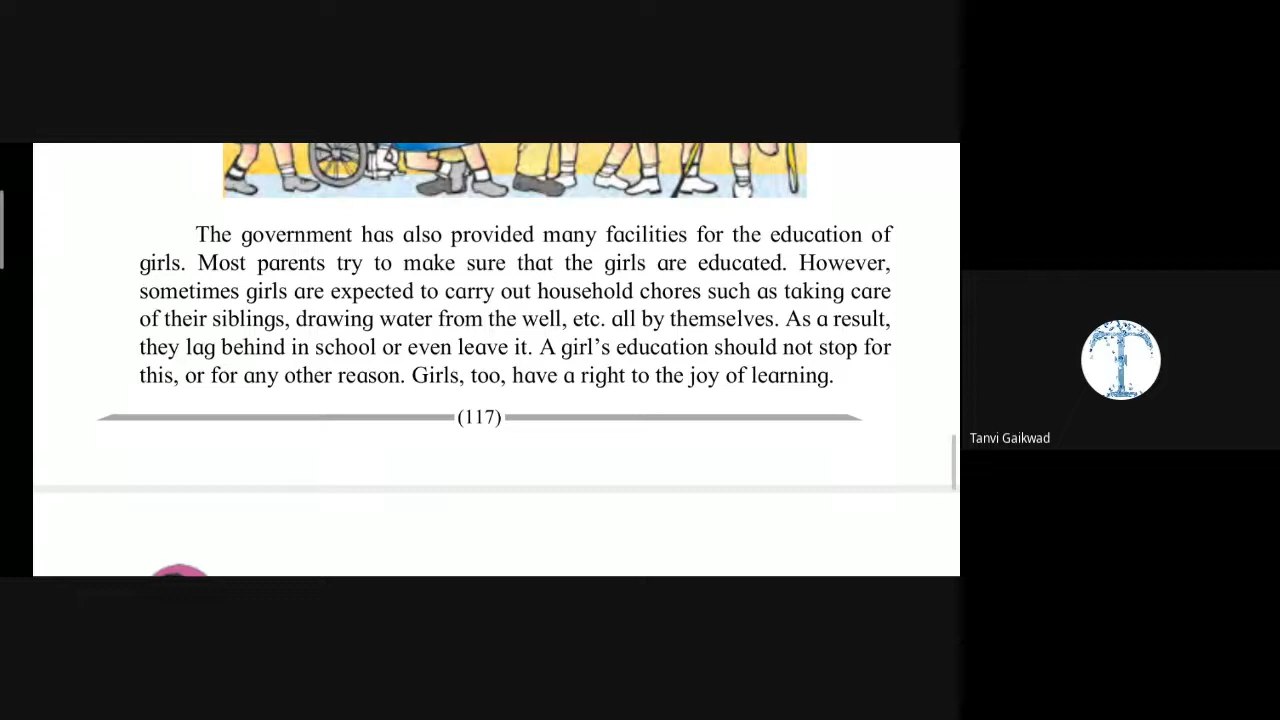 The government has also provided many facilities for the education of
girls. Most parents try to make sure that the girls are educated. However,
sometimes girls are expected to carry out household chores such as taking care
of their siblings, drawing water from the well, etc. all by themselves. As a result,
they lag behind in school or even leave it. A girl's education should not stop for
this, or for any other reason. Girls, too, have a right to the joy of learning.
(117)
T
Tanvi Gaikwad